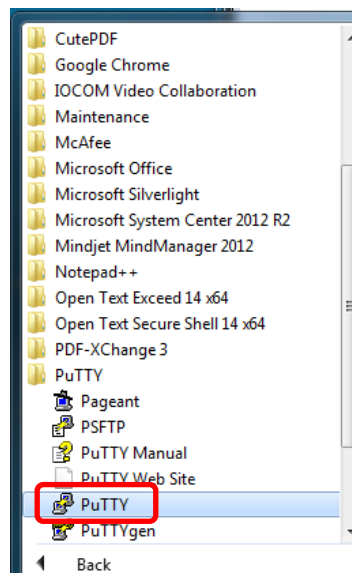 CutePDF
Google Chrome
IOCOM Video Collaboration
Maintenance
McAfee
Microsoft Office
Microsoft Silverlight
Microsoft System Center 2012 R2
Mindjet MindManager 2012
Notepad++
Open Text Exceed 14 x64
Open Text Secure Shell 14 x64
PDF-XChange 3
PuTTY
Pageant
PSFTP
PuTTY Manual
PuTTY Web Site
PuTTY
PuTTYgen
Back